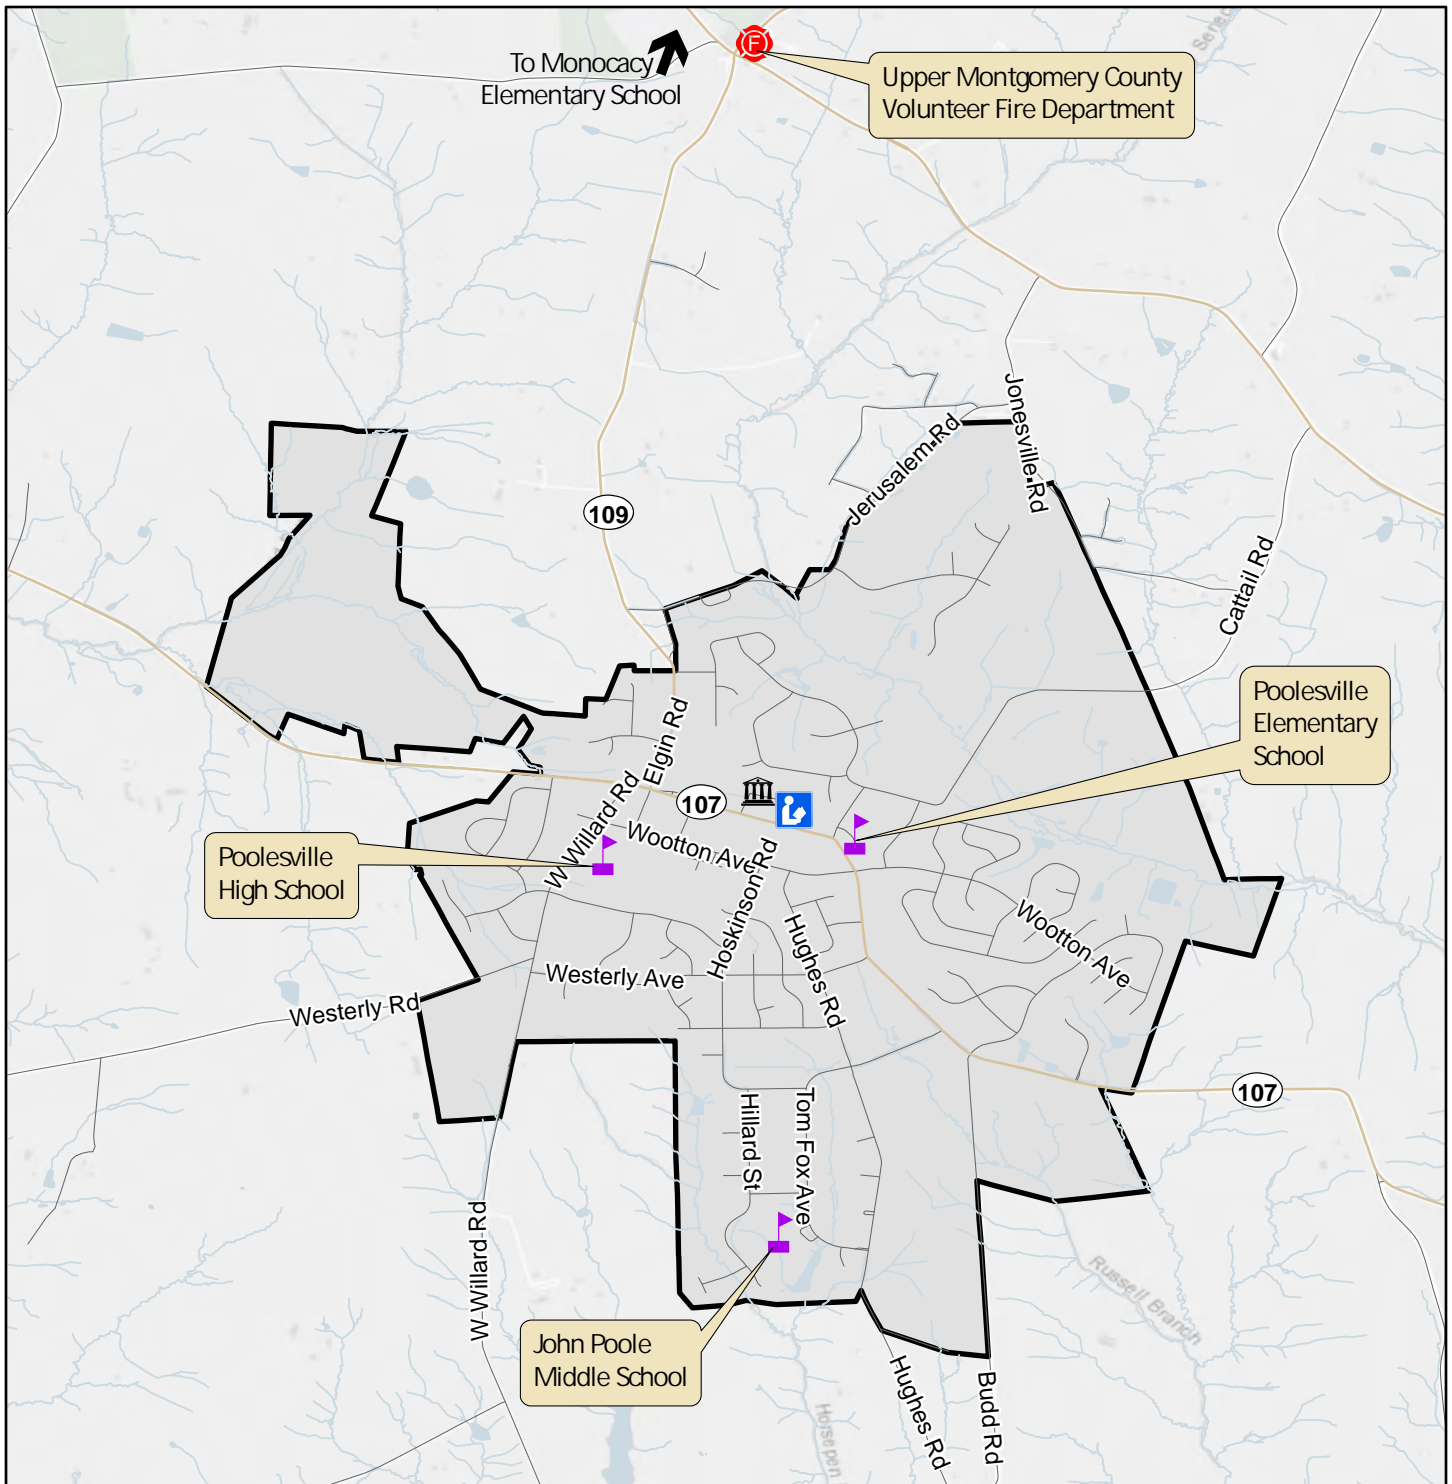 To Monocacy
Elementary School
F
Upper Montgomery County
Volunteer Fire Department
Senec
Jonesville Rd
Jerusalem Rd
109
Cattail Rd
Poolesville
Elementary
School
Elgin Rd
W Willard Rd
107
Wootton Ave
Poolesville
High School
Hoskinson Rd
Hughes Rd
Wootton Ave
Westerly Ave
Westerly Rd
107
Hillard St
Tom Fox Ave
W Willard Rd
Russell Branch
John Poole
Middle School
Hughes Rd
Budd Rd
Horsepen